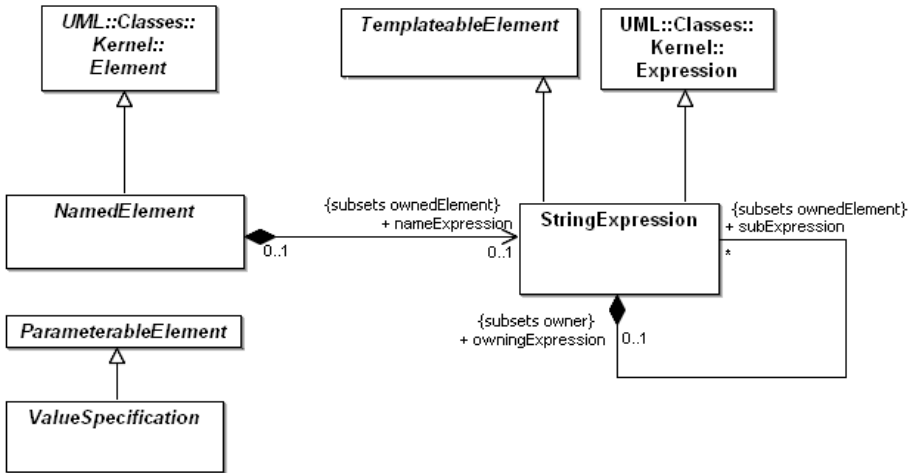 UML::Classes::
Kernel::
Element
TemplateableElement
UML::Classes::
Kernel::
Expression
NamedElement
{subsets ownedElement}
+ nameExpression
0..1
0..1
StringExpression
{subsets ownedElement}
+ subExpression
*
{subsets owner}
+ owningExpression
0..1
ParameterableElement
ValueSpecification